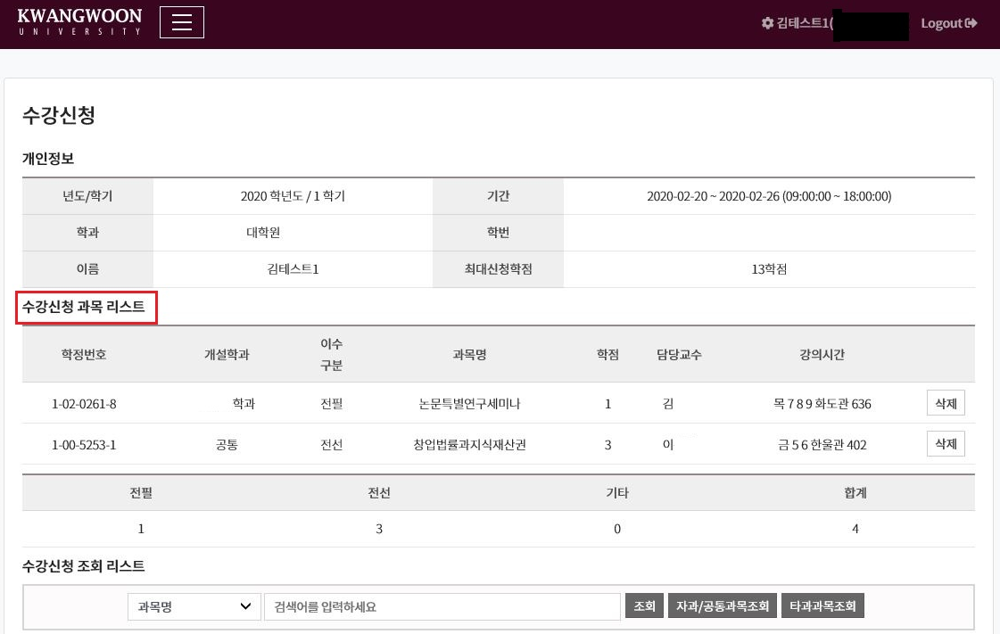 KWANGWOON
UNIVERSITY
김테스트1(
Logout
수강신청
개인정보
년도/학기 2020 학년도 / 1 학기 기간 2020-02-20 ~ 2020-02-26 (09:00:00 ~ 18:00:00)
학과 대학원 학번
이름 김테스트1 최대신청학점 13학점
수강신청 과목 리스트
학정번호 개설학과 이수 구분 과목명 학점 담당교수 강의시간
1-02-0261-8 학과 전필 논문특별연구세미나 1 김 목 7 8 9 화도관 636 삭제
1-00-5253-1 공통 전선 창업법률과지식재산권 3 이 금 5 6 한울관 402 삭제
전필 전선 기타 합계
1 3 0 4
수강신청 조회 리스트
과목명 검색어를 입력하세요 조회 자과/공통과목조회 타과과목조회